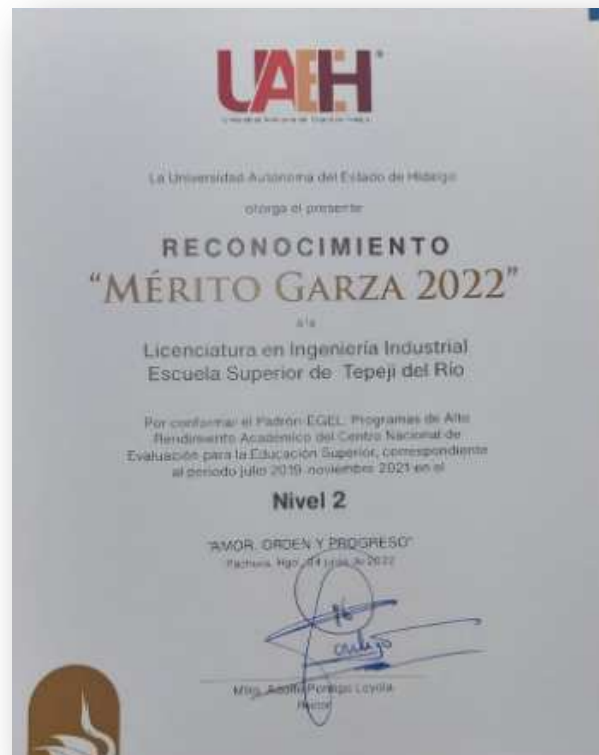 UAEH
La Universidad Autónoma del Estado de Hidalgo
otorga el presente
RECONOCIMIENTO
“MÉRITO GARZA 2022”
a la
Licenciatura en Ingeniería Industrial
Escuela Superior de Tepeji del Río
Por conformar el Padrón EGEL: Programas de Alto
Rendimiento Académico del Centro Nacional de
Evaluación para la Educación Superior, correspondiente
al periodo julio 2019-noviembre 2021 en el
Nivel 2
"AMOR, ORDEN Y PROGRESO"
Pachuca, Hgo., de 2022
Mtro. Adolfo Pontigo Loyola
Rector